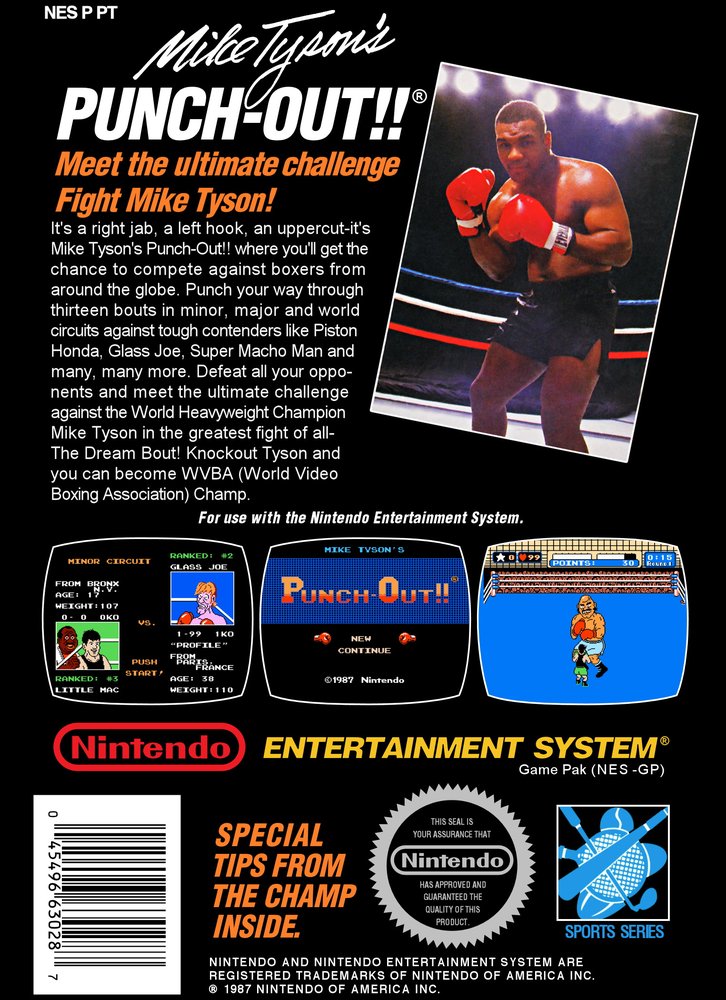 NES P PT
Mike Tyson's
PUNCH-OUT!!®
Meet the ultimate challenge
Fight Mike Tyson!
It's a right jab, a left hook, an uppercut-it's
Mike Tyson's Punch-Out!! where you'll get the
chance to compete against boxers from
around the globe. Punch your way through
thirteen bouts in minor, major and world
circuits against tough contenders like Piston
Honda, Glass Joe, Super Macho Man and
many, many more. Defeat all your oppo-
nents and meet the ultimate challenge
against the World Heavyweight Champion
Mike Tyson in the greatest fight of all-
The Dream Bout! Knockout Tyson and
you can become WVBA (World Video
Boxing Association) Champ.
For use with the Nintendo Entertainment System.
MINOR CIRCUIT
RANKED: #2
GLASS JOE
FROM BRONX
N.Y.
AGE: 17
WEIGHT:107
0- 0 0KO
VS.
1-99 1KO
"PROFILE"
FROM
PARIS,
FRANCE
AGE: 38
WEIGHT:110
PUSH
START!
RANKED: #3
LITTLE MAC
MIKE TYSON'S
PUNCH-OUT!!®
NEW
CONTINUE
©1987 Nintendo
★0 ♥99
POINTS: 30
0:15
Round 1
Nintendo ENTERTAINMENT SYSTEM®
Game Pak (NES -GP)
0 45496 63028 7
SPECIAL
TIPS FROM
THE CHAMP
INSIDE.
THIS SEAL IS
YOUR ASSURANCE THAT
Nintendo
HAS APPROVED AND
GUARANTEED THE
QUALITY OF THIS
PRODUCT.
SPORTS SERIES
NINTENDO AND NINTENDO ENTERTAINMENT SYSTEM ARE
REGISTERED TRADEMARKS OF NINTENDO OF AMERICA INC.
® 1987 NINTENDO OF AMERICA INC.